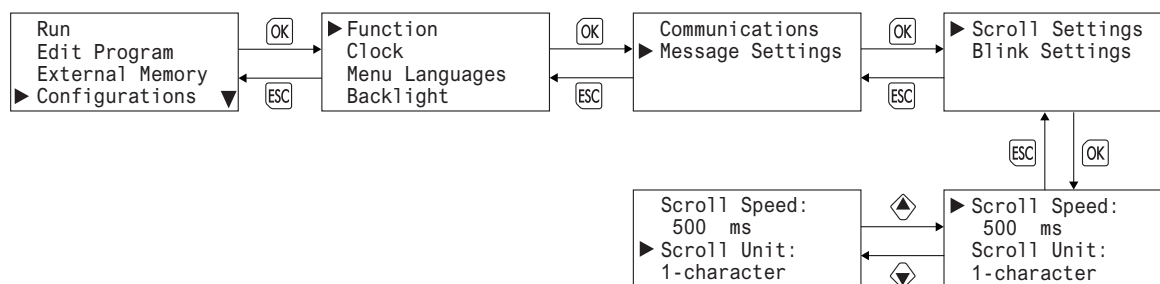 Run
Edit Program
External Memory
Configurations
OK
ESC
Function
Clock
Menu Languages
Backlight
OK
ESC
Communications
Message Settings
OK
ESC
Scroll Settings
Blink Settings
ESC
OK
Scroll Speed:
500 ms
Scroll Unit:
1-character
Scroll Speed:
500 ms
Scroll Unit:
1-character